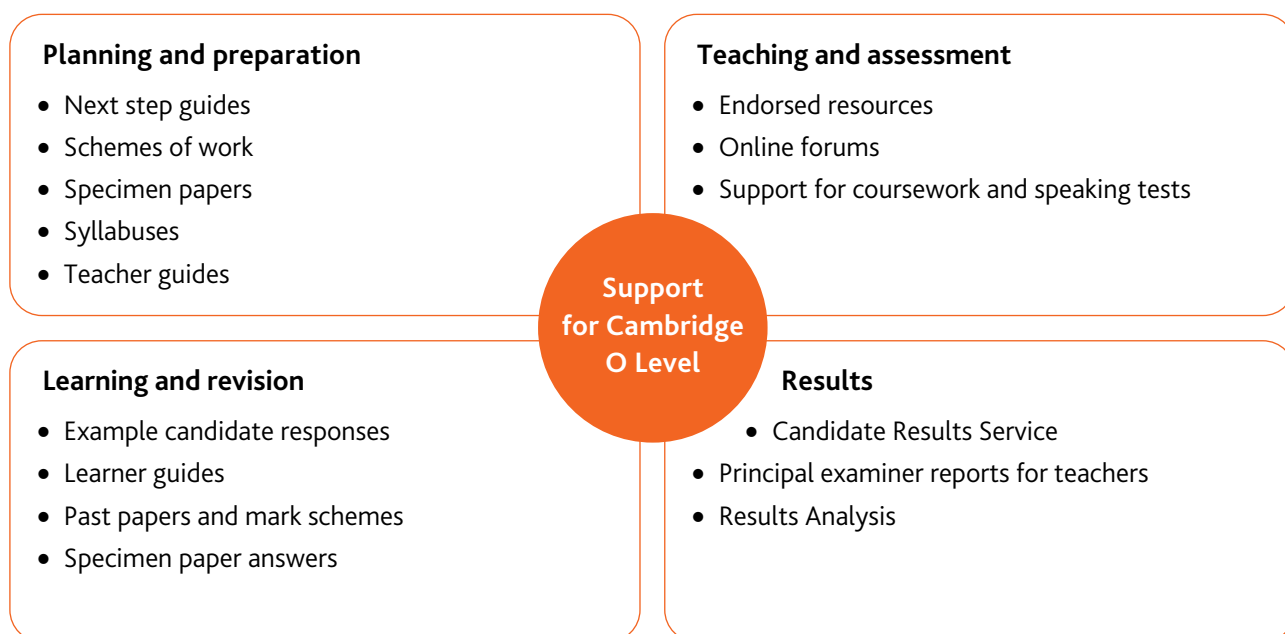 Planning and preparation
• Next step guides
• Schemes of work
• Specimen papers
• Syllabuses
• Teacher guides
Teaching and assessment
• Endorsed resources
• Online forums
• Support for coursework and speaking tests
Support
for Cambridge
O Level
Learning and revision
• Example candidate responses
• Learner guides
• Past papers and mark schemes
• Specimen paper answers
Results
• Candidate Results Service
• Principal examiner reports for teachers
• Results Analysis